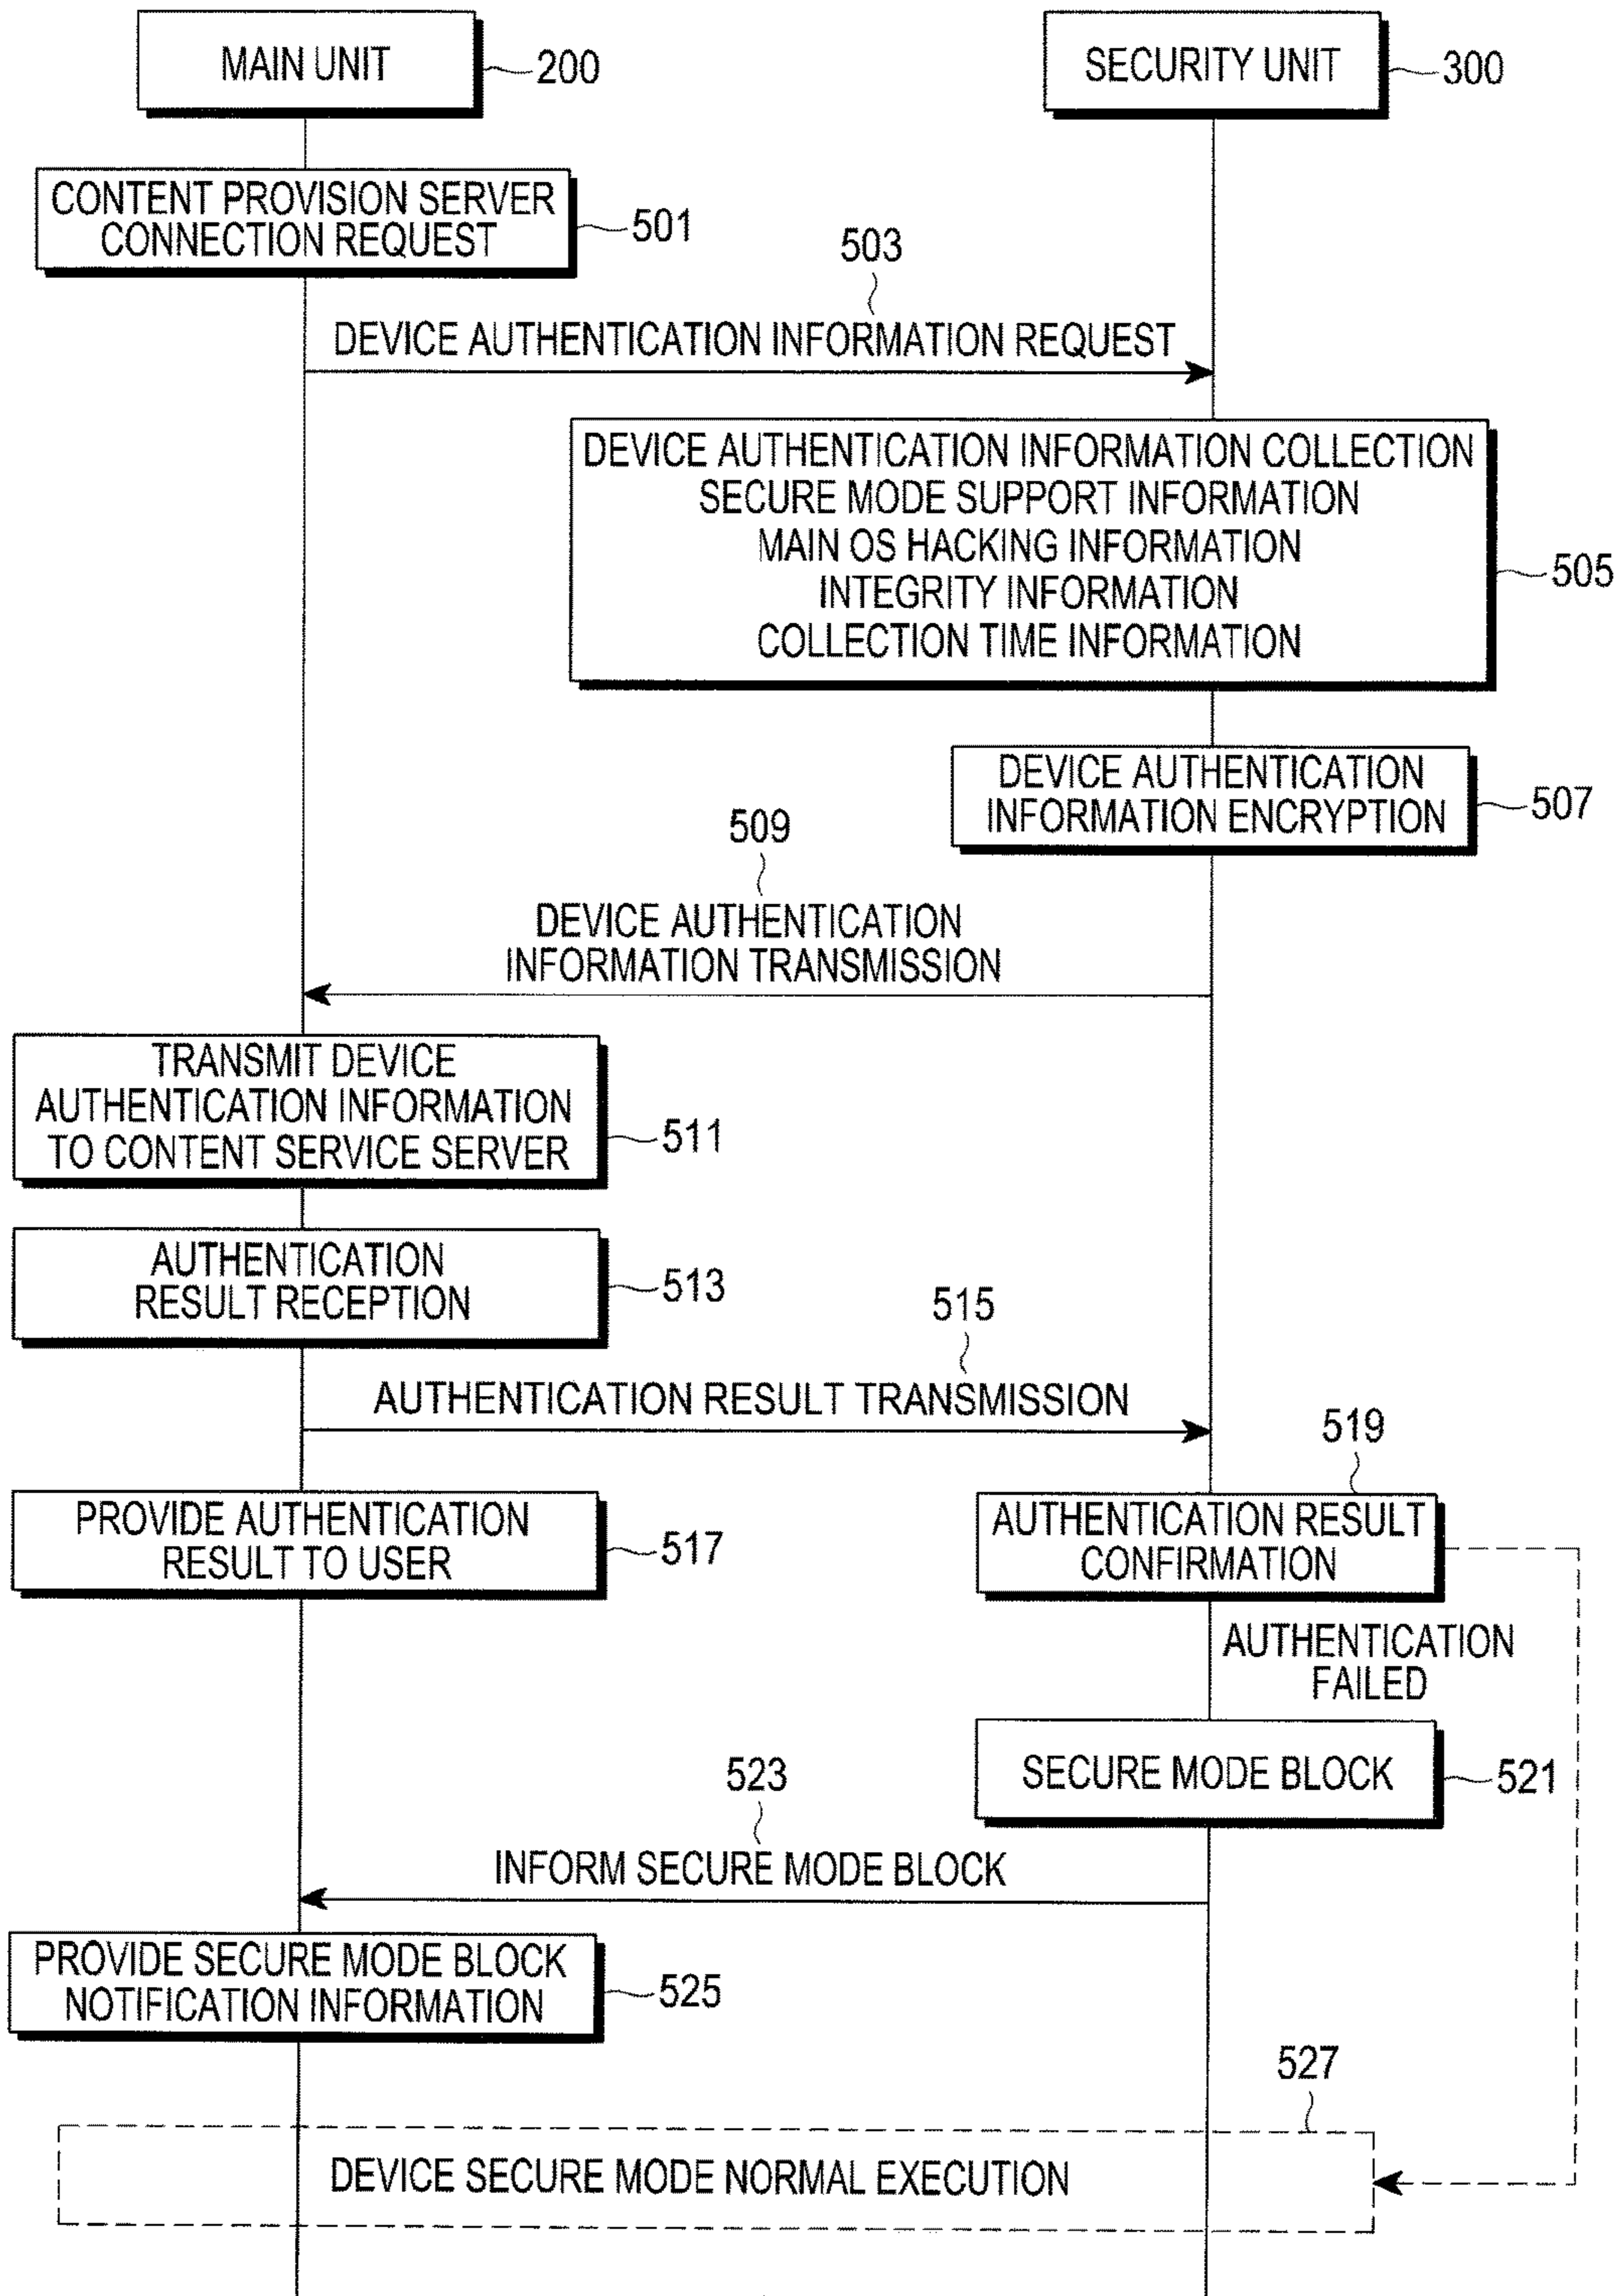 MAIN UNIT
200
SECURITY UNIT
300
CONTENT PROVISION SERVER
CONNECTION REQUEST
501
503
DEVICE AUTHENTICATION INFORMATION REQUEST
DEVICE AUTHENTICATION INFORMATION COLLECTION
SECURE MODE SUPPORT INFORMATION
MAIN OS HACKING INFORMATION
INTEGRITY INFORMATION
COLLECTION TIME INFORMATION
505
DEVICE AUTHENTICATION
INFORMATION ENCRYPTION
507
509
DEVICE AUTHENTICATION
INFORMATION TRANSMISSION
TRANSMIT DEVICE
AUTHENTICATION INFORMATION
TO CONTENT SERVICE SERVER
511
AUTHENTICATION
RESULT RECEPTION
513
515
AUTHENTICATION RESULT TRANSMISSION
PROVIDE AUTHENTICATION
RESULT TO USER
517
519
AUTHENTICATION RESULT
CONFIRMATION
AUTHENTICATION
FAILED
SECURE MODE BLOCK
521
523
INFORM SECURE MODE BLOCK
PROVIDE SECURE MODE BLOCK
NOTIFICATION INFORMATION
525
527
DEVICE SECURE MODE NORMAL EXECUTION